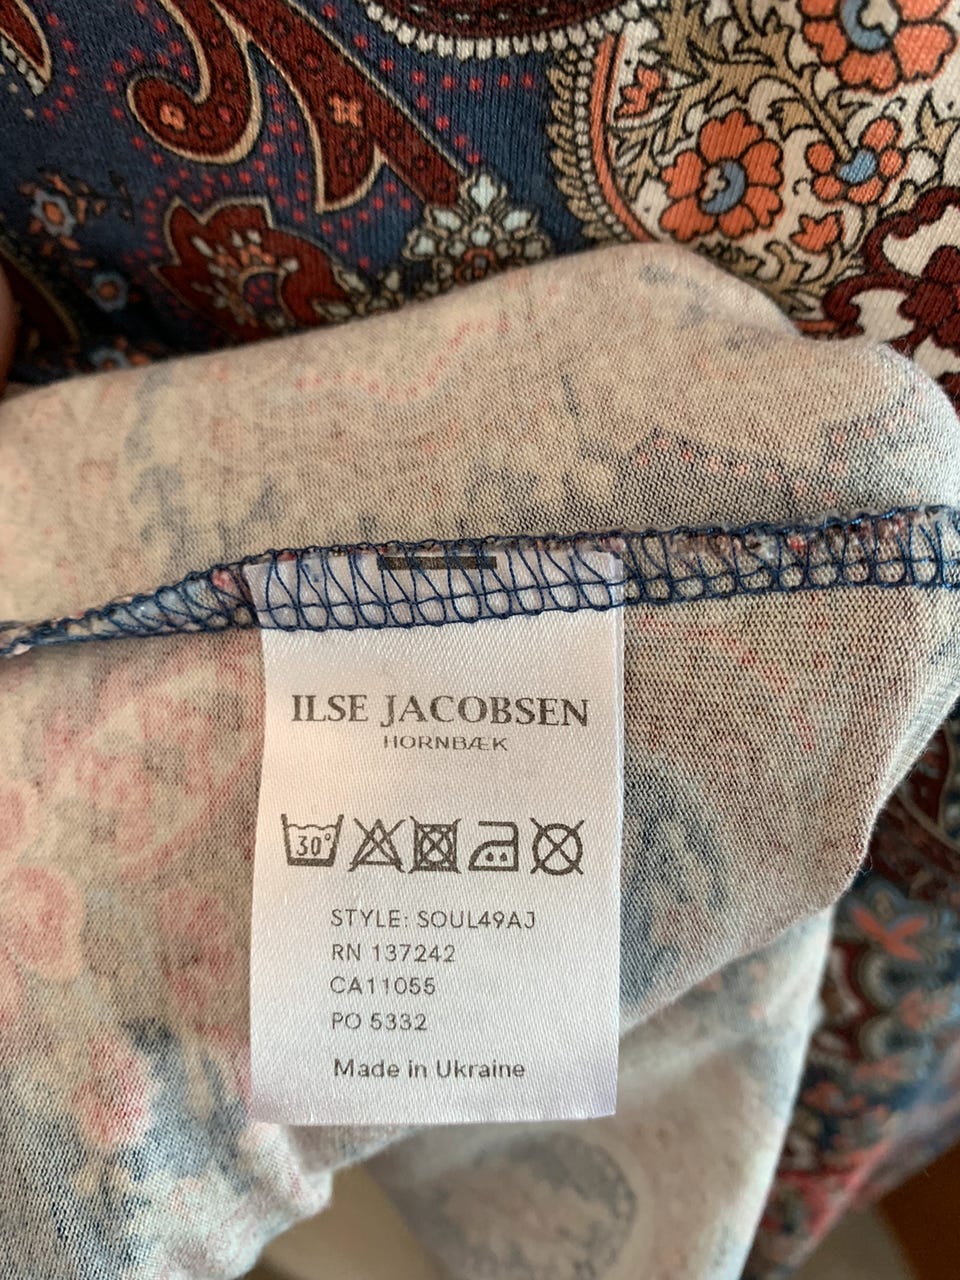 ILSE JACOBSEN
HORNBÆK
30°
STYLE: SOUL49AJ
RN 137242
CA11055
PO 5332
Made in Ukraine